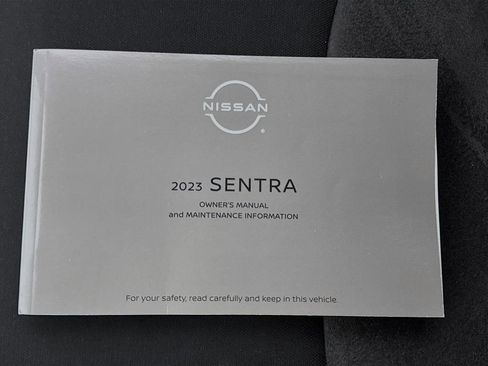 NISSAN
®
2023 SENTRA
OWNER'S MANUAL
and MAINTENANCE INFORMATION
For your safety, read carefully and keep in this vehicle.